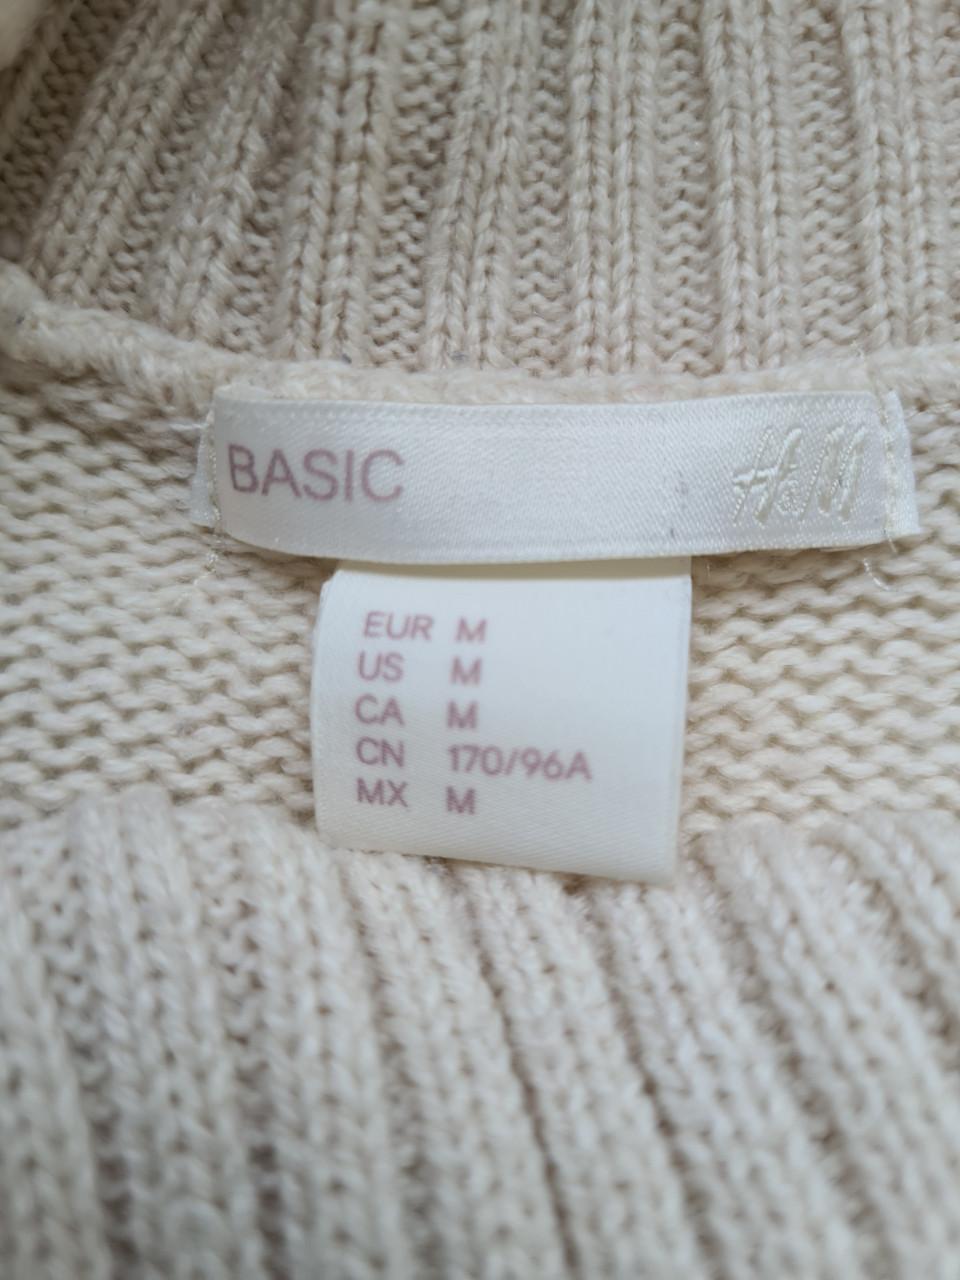 BASIC H&M
EUR M
US M
CA M
CN 170/96A
MX M